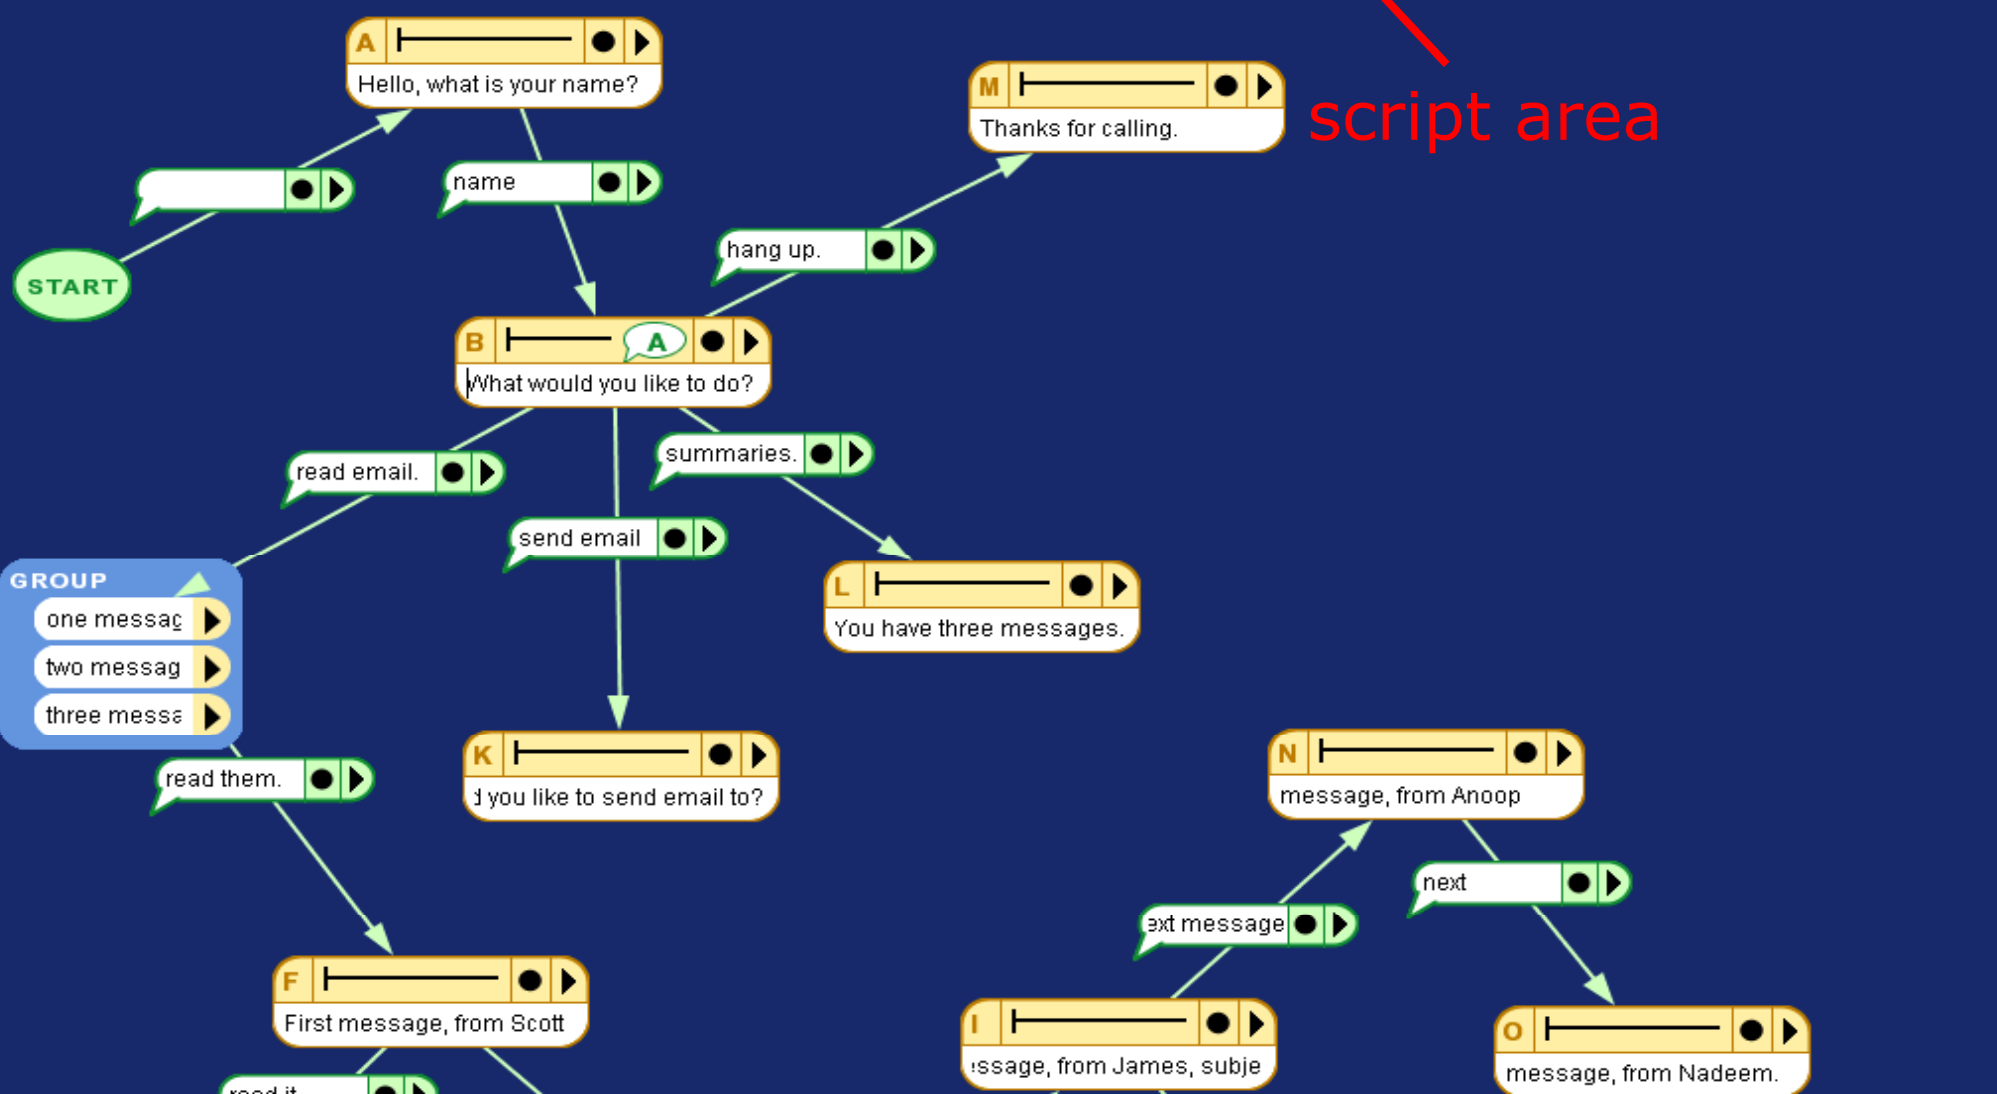 A
Hello, what is your name?
M
Thanks for calling.
script area
name
hang up.
START
B
A
What would you like to do?
read email.
summaries.
send email
GROUP
one messag
two messag
three messa
L
You have three messages.
read them.
K
d you like to send email to?
N
message, from Anoop
next
ext message
F
First message, from Scott
I
ssage, from James, subje
O
message, from Nadeem.
read it